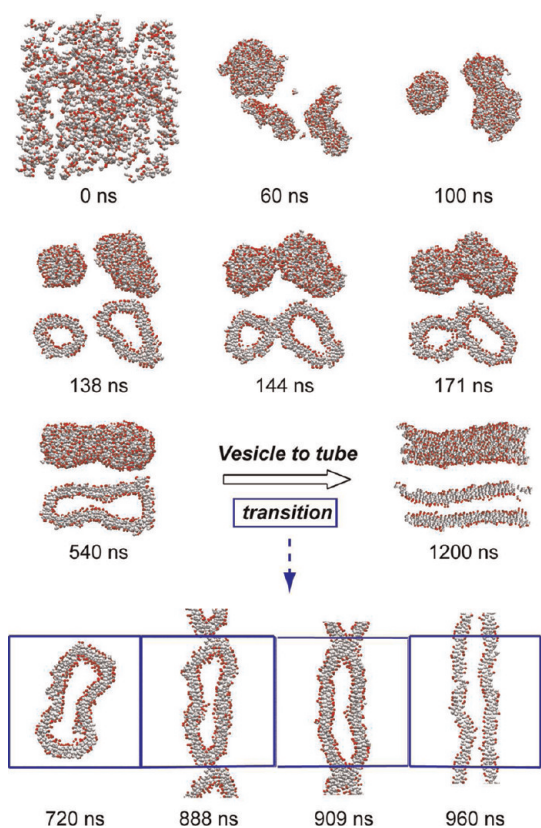 0 ns
60 ns
100 ns
138 ns
144 ns
171 ns
Vesicle to tube
transition
540 ns
1200 ns
720 ns
888 ns
909 ns
960 ns